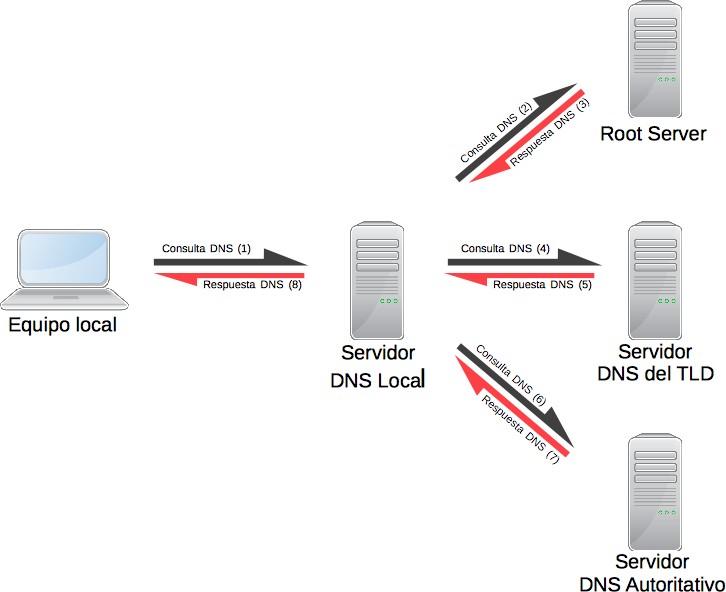 Consulta DNS (2)
Respuesta DNS (3)
Root Server
Consulta DNS (1)
Respuesta DNS (8)
Equipo local
Servidor
DNS Local
Consulta DNS (4)
Respuesta DNS (5)
Servidor
DNS del TLD
Consulta DNS (6)
Respuesta DNS (7)
Servidor
DNS Autoritativo